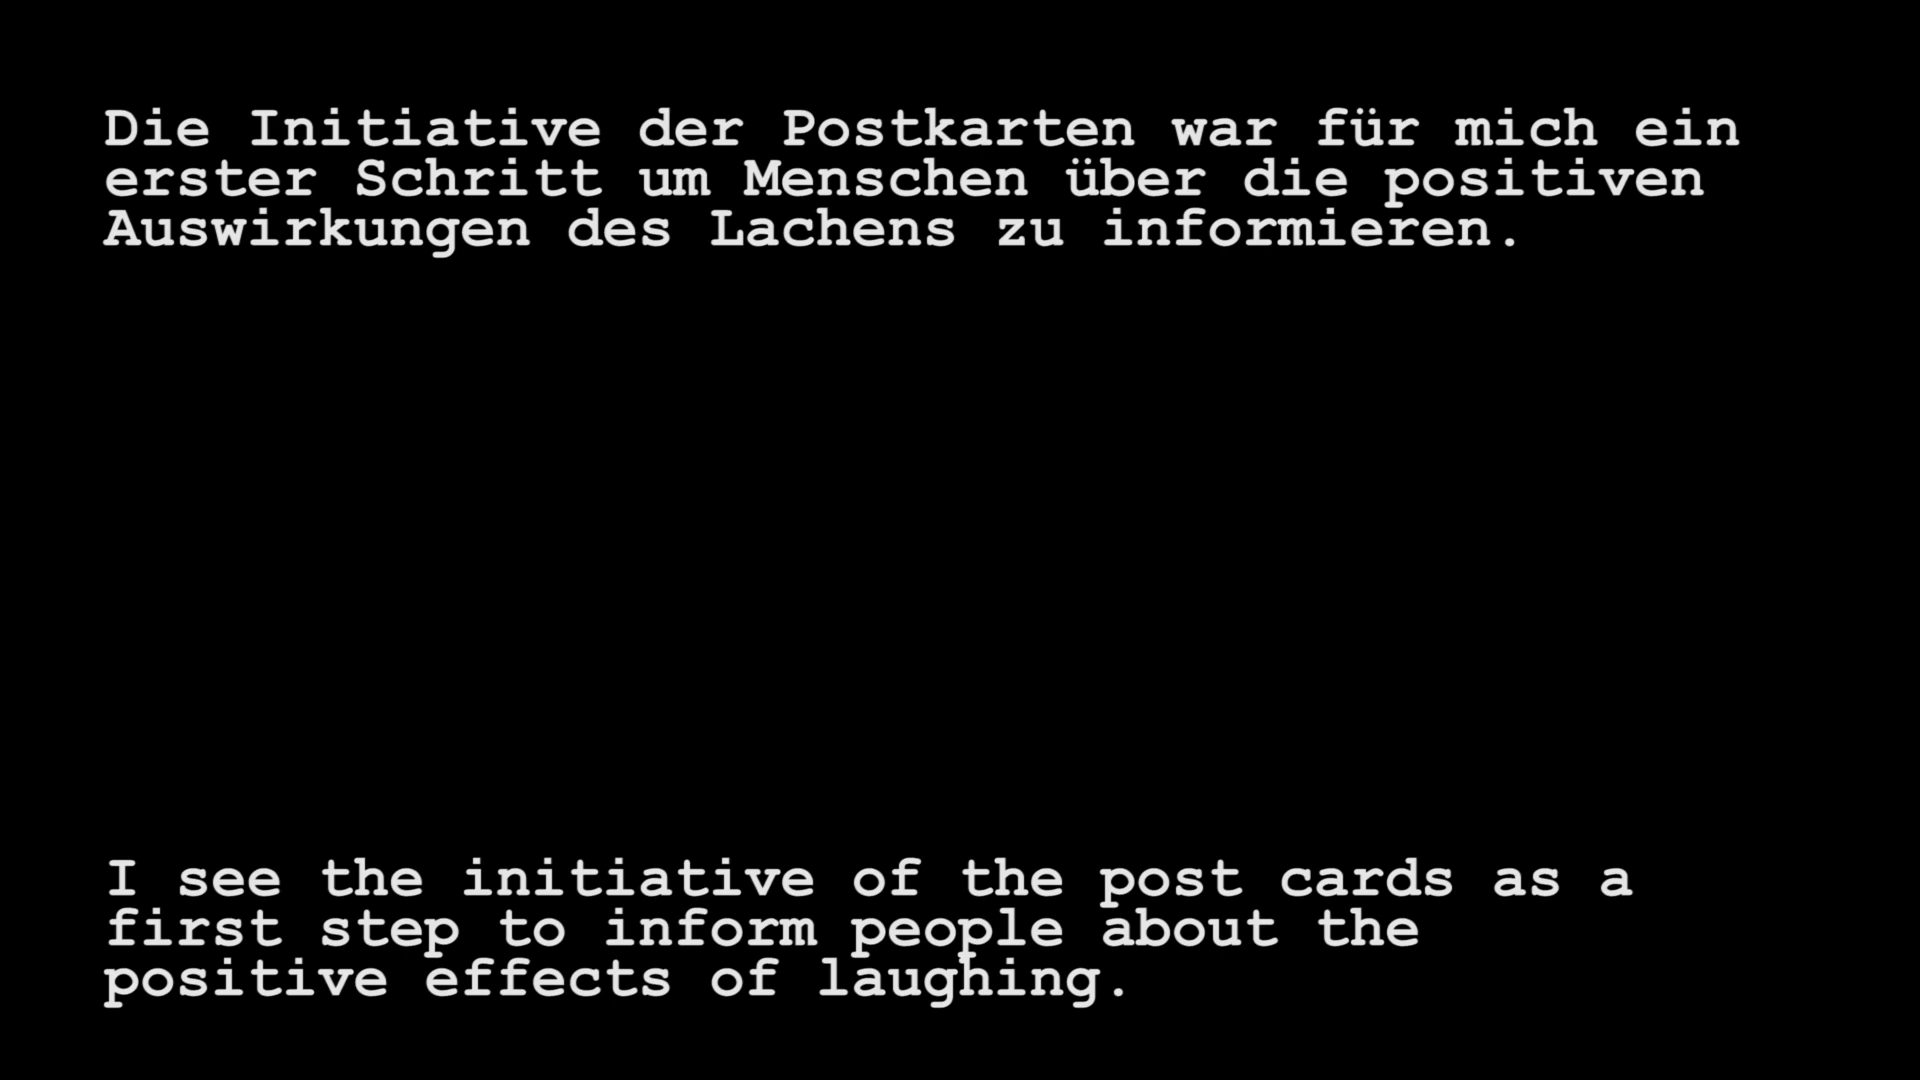 Die Initiative der Postkarten war für mich ein
erster Schritt um Menschen über die positiven
Auswirkungen des Lachens zu informieren.
I see the initiative of the post cards as a
first step to inform people about the
positive effects of laughing.